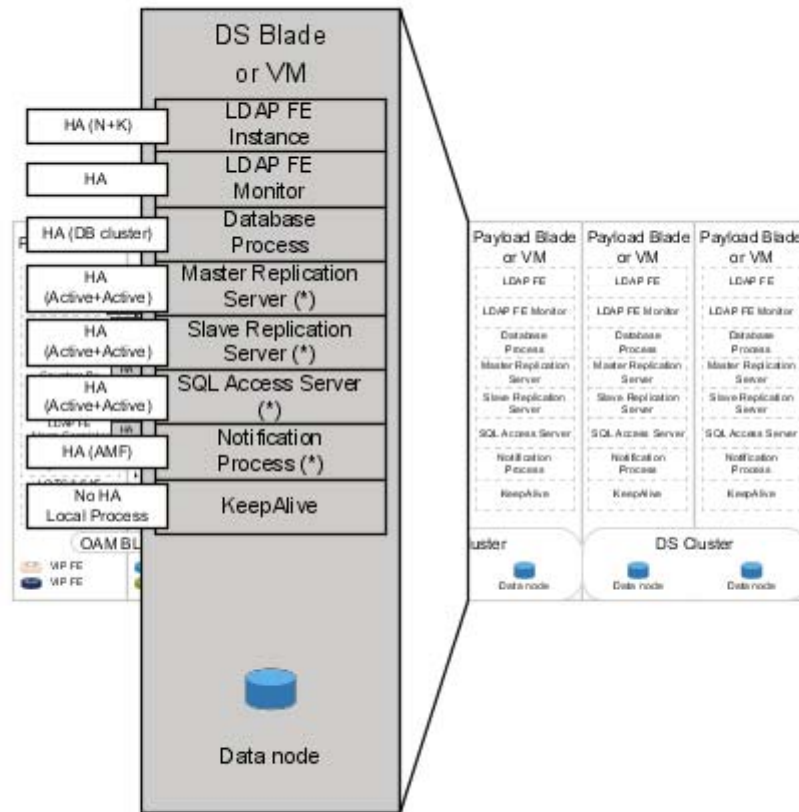 DS Blade
or VM
HA (N+K)
LDAP FE
Instance
HA
LDAP FE
Monitor
HA (DB cluster)
Database
Process
HA
(Active+Active)
Master Replication
Server (*)
HA
(Active+Active)
Slave Replication
Server (*)
HA
(Active+Active)
SQL Access Server
(*)
HA (AMF)
Notification
Process (*)
No HA
Local Process
KeepAlive
Data node
P
HA
HA
HA
LDAP FE
OAM BL
VIP FE
VIP FE
Payload Blade
or VM
LDAP FE
LDAP FE Monitor
Database
Process
Master Replication
Server
Slave Replication
Server
SQL Access Server
Notification
Process
KeepAlive
Payload Blade
or VM
LDAP FE
LDAP FE Monitor
Database
Process
Master Replication
Server
Slave Replication
Server
SQL Access Server
Notification
Process
KeepAlive
Payload Blade
or VM
LDAP FE
LDAP FE Monitor
Database
Process
Master Replication
Server
Slave Replication
Server
SQL Access Server
Notification
Process
KeepAlive
uster
Data node
DS Cluster
Data node
Data node